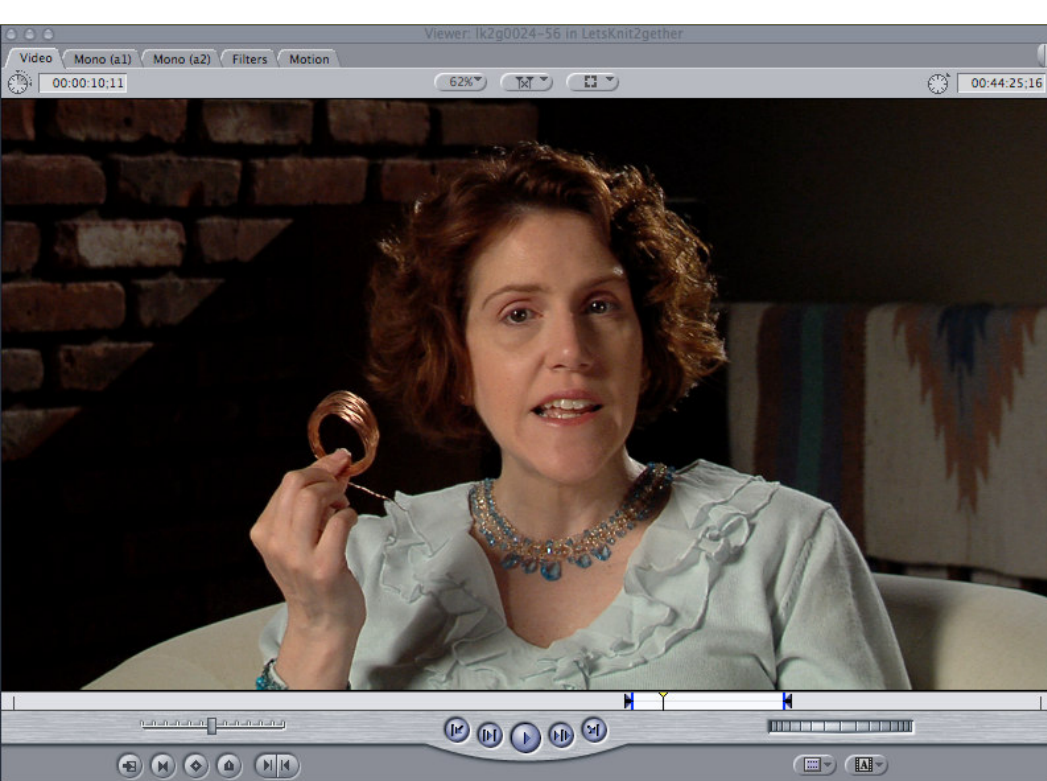 Viewer: lk2g0024-56 in LetsKnit2gether
Video Mono (a1) Mono (a2) Filters Motion
00:00:10;11 62% 00:44:25;16
A